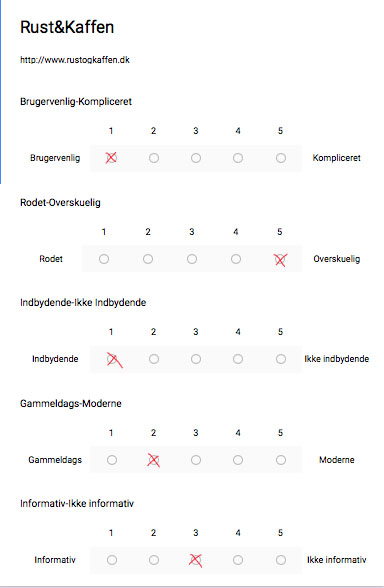 Rust&Kaffen
http://www.rustogkaffen.dk
Brugervenlig-Kompliceret
1 2 3 4 5
Brugervenlig Kompliceret
Rodet-Overskuelig
1 2 3 4 5
Rodet Overskuelig
Indbydende-Ikke Indbydende
1 2 3 4 5
Indbydende Ikke indbydende
Gammeldags-Moderne
1 2 3 4 5
Gammeldags Moderne
Informativ-Ikke informativ
1 2 3 4 5
Informativ Ikke informativ